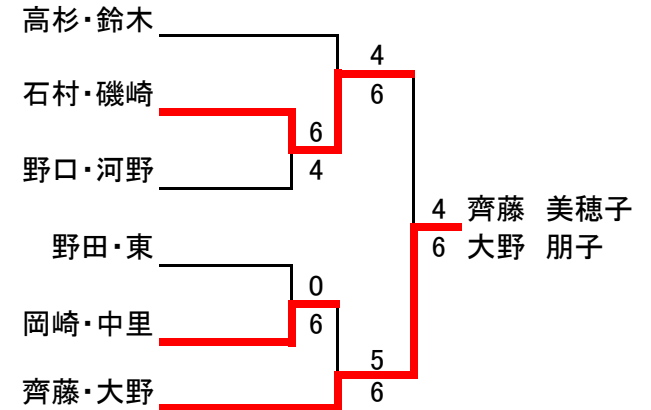 高杉・鈴木
4
石村・磯崎
6
6
野口・河野
4
4 齊藤 美穂子
野田・東
6 大野 朋子
0
岡崎・中里
6
5
齊藤・大野
6